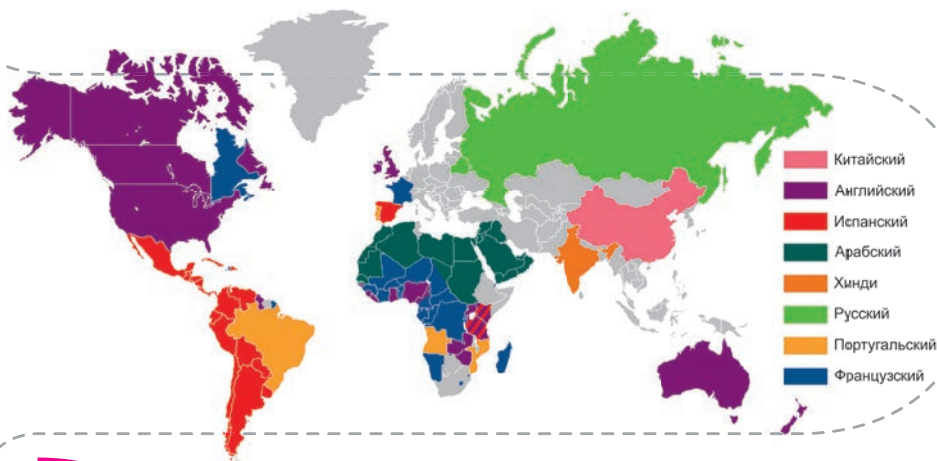 Китайский
Английский
Испанский
Арабский
Хинди
Русский
Португальский
Французский